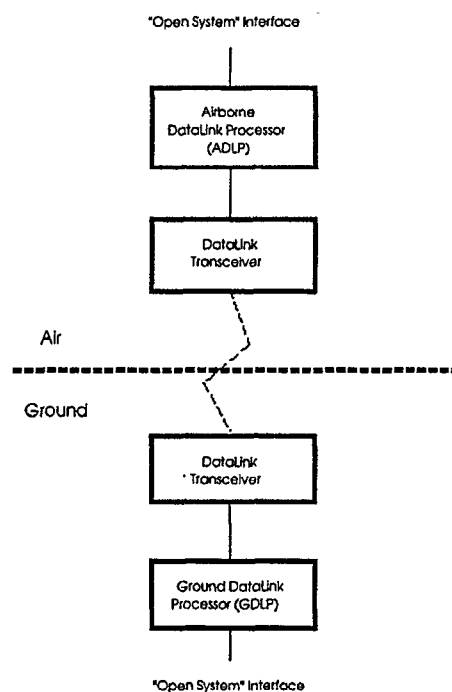 "Open System" Interface
Airborne
DataLink Processor
(ADLP)
DataLink
Transceiver
Air
Ground
DataLink
Transceiver
Ground DataLink
Processor (GDLP)
"Open System" Interface